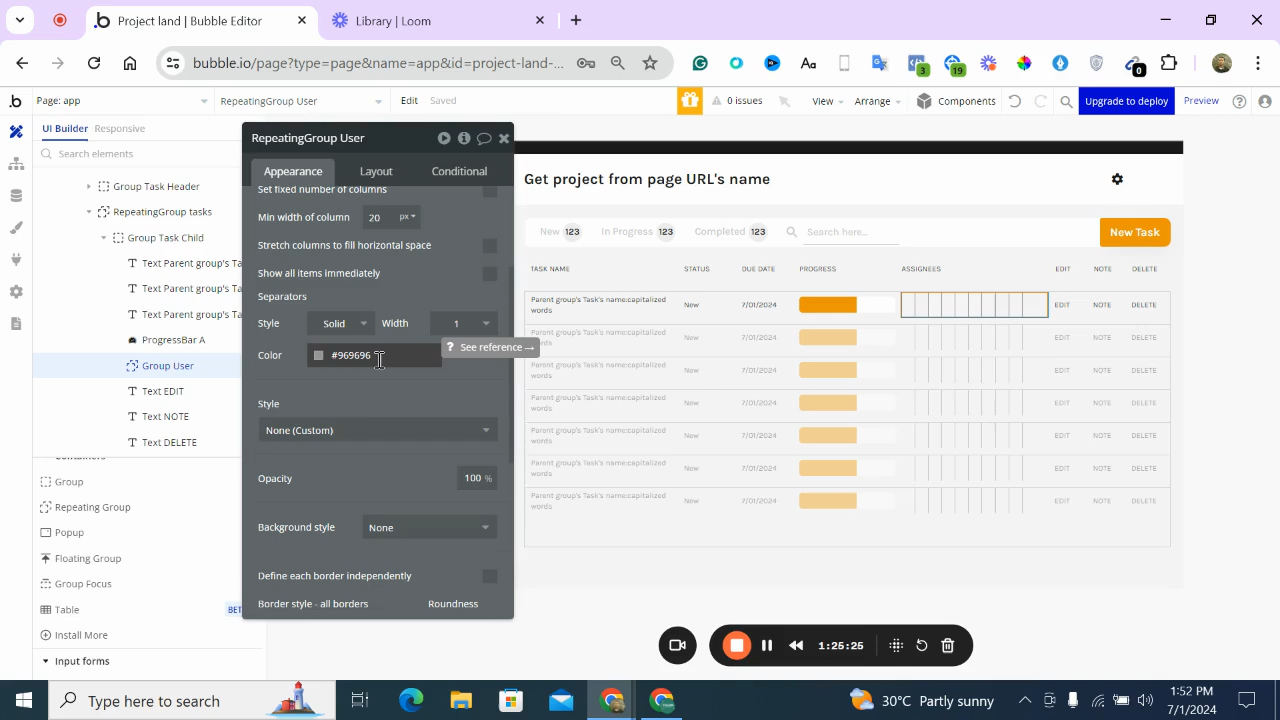 Project land | Bubble Editor
Library | Loom
bubble.io/page?type=page&name=app&id=project-land-...
3
19
0
Page: app
RepeatingGroup User
Edit
Saved
0 issues
View
Arrange
Components
Upgrade to deploy
Preview
UI Builder
Responsive
Search elements
Group Task Header
RepeatingGroup tasks
Group Task Child
Text Parent group's Ta
Text Parent group's Ta
Text Parent group's Ta
ProgressBar A
Group User
Text EDIT
Text NOTE
Text DELETE
Containers
Group
Repeating Group
Popup
Floating Group
Group Focus
Table
BET
Install More
Input forms
RepeatingGroup User
Appearance
Layout
Conditional
Set fixed number of columns
Min width of column
20
px
Stretch columns to fill horizontal space
Show all items immediately
Separators
Style
Solid
Width
1
Color
#969696
? See reference →
Style
None (Custom)
Opacity
100 %
Background style
None
Define each border independently
Border style - all borders
Roundness
Get project from page URL's name
New 123
In Progress 123
Completed 123
Search here...
New Task
TASK NAME
STATUS
DUE DATE
PROGRESS
ASSIGNEES
EDIT
NOTE
DELETE
Parent group's Task's name:capitalized
words
New
7/01/2024
EDIT
NOTE
DELETE
Parent group's Task's name:capitalized
words
New
7/01/2024
EDIT
NOTE
DELETE
Parent group's Task's name:capitalized
words
New
7/01/2024
EDIT
NOTE
DELETE
Parent group's Task's name:capitalized
words
New
7/01/2024
EDIT
NOTE
DELETE
Parent group's Task's name:capitalized
words
New
7/01/2024
EDIT
NOTE
DELETE
Parent group's Task's name:capitalized
words
New
7/01/2024
EDIT
NOTE
DELETE
Parent group's Task's name:capitalized
words
New
7/01/2024
EDIT
NOTE
DELETE
1:25:25
Type here to search
30°C Partly sunny
1:52 PM
7/1/2024